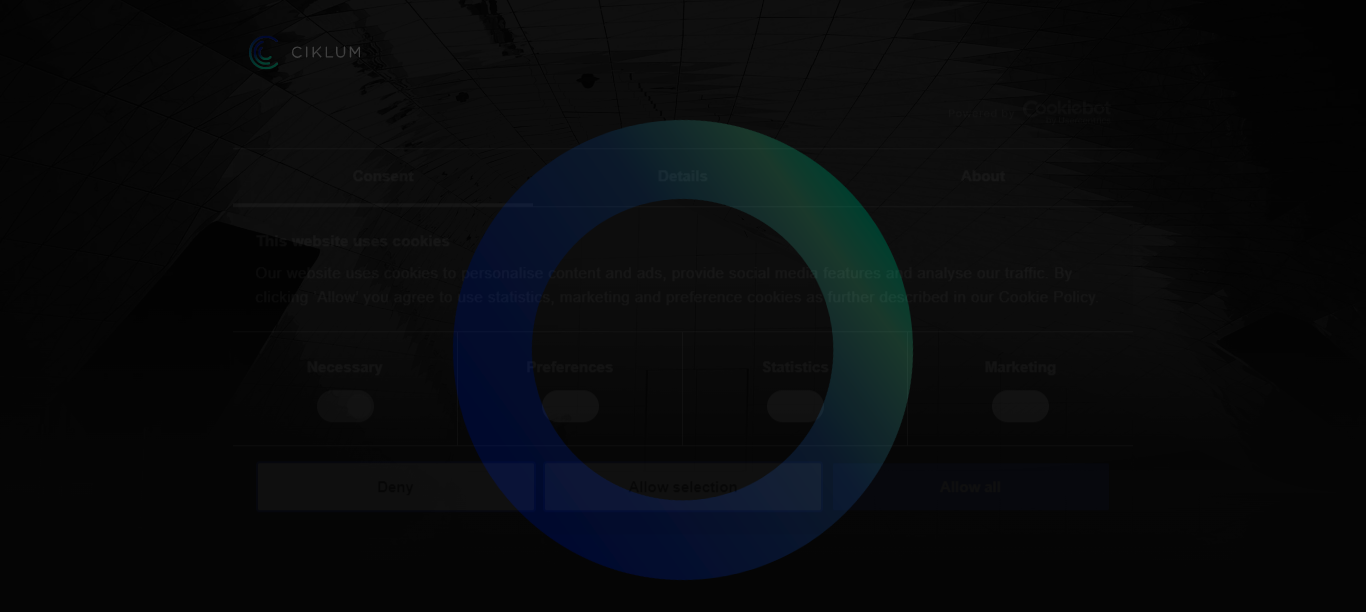 CIKLUM
Powered by Cookiebot
Consent
Details
About
This website uses cookies
Our website uses cookies to personalise content and ads, provide social media features and analyse our traffic. By
clicking 'Allow' you agree to use statistics, marketing and preference cookies as further described in our Cookie Policy
Necessary
Preferences
Statistics
Marketing
Deny
Allow selection
Allow all